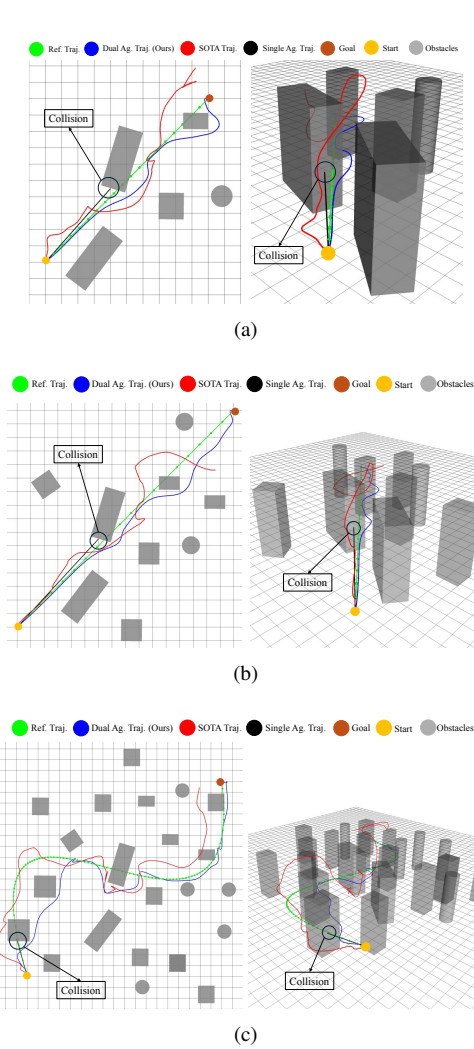 Ref. Traj. Dual Ag. Traj. (Ours) SOTA Traj. Single Ag. Traj. Goal Start Obstacles
Collision
Collision
(a)
Ref. Traj. Dual Ag. Traj. (Ours) SOTA Traj. Single Ag. Traj. Goal Start Obstacles
Collision
Collision
(b)
Ref. Traj. Dual Ag. Traj. (Ours) SOTA Traj. Single Ag. Traj. Goal Start Obstacles
Collision
Collision
(c)